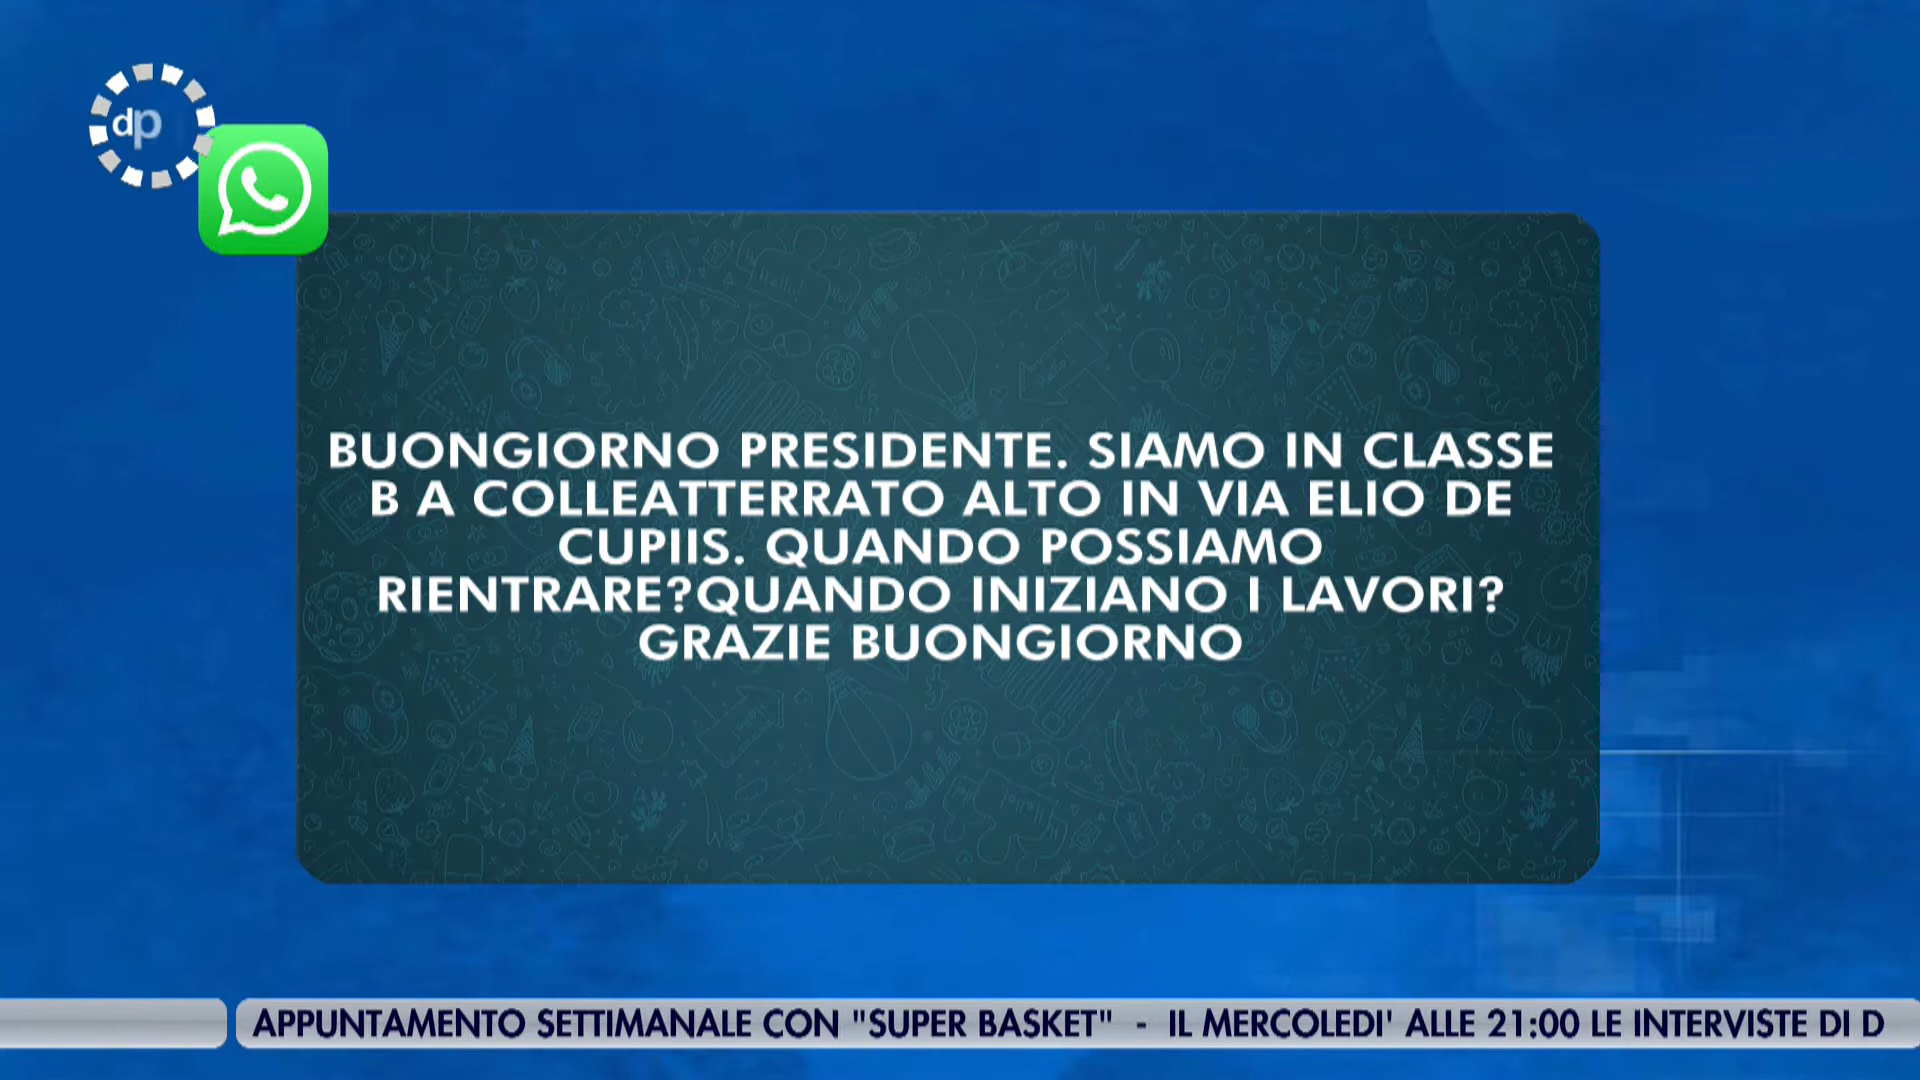 dp
BUONGIORNO PRESIDENTE. SIAMO IN CLASSE
B A COLLEATTERRATO ALTO IN VIA ELIO DE
CUPIIS. QUANDO POSSIAMO
RIENTRARE?QUANDO INIZIANO I LAVORI?
GRAZIE BUONGIORNO
APPUNTAMENTO SETTIMANALE CON "SUPER BASKET" - IL MERCOLEDI' ALLE 21:00 LE INTERVISTE DI D